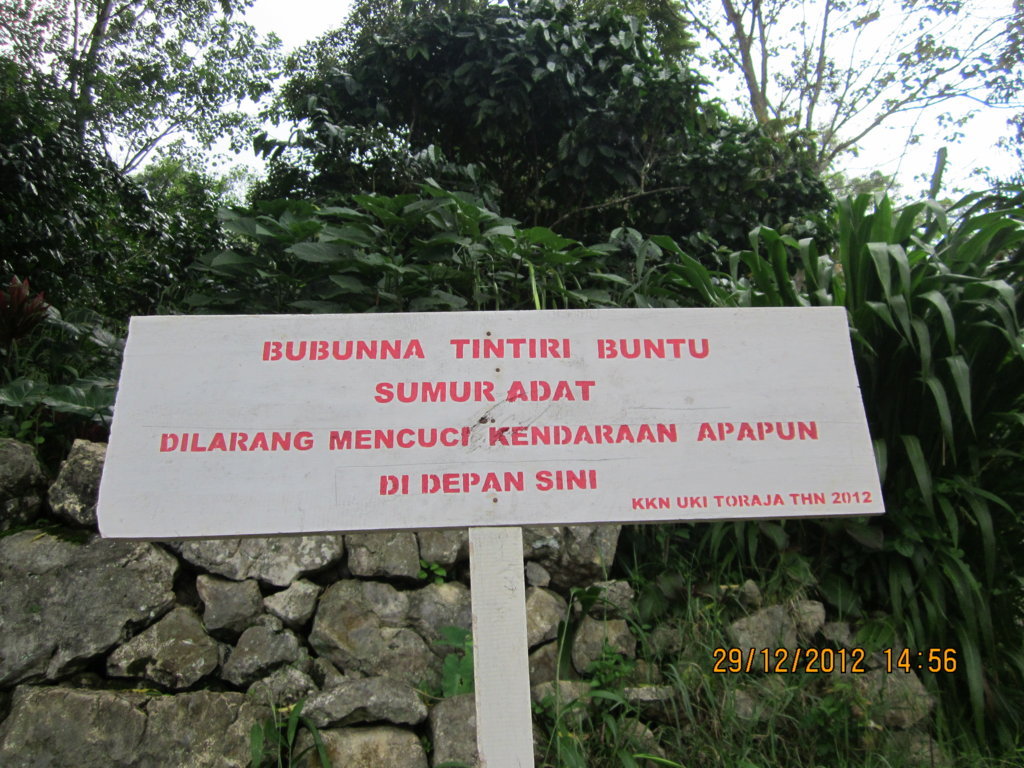 BUBUNNA TINTIRI BUNTU
SUMUR ADAT
DILARANG MENCUCI KENDARAAN APAPUN
DI DEPAN SINI
KKN UKI TORAJA THN 2012
29/12/2012 14:56